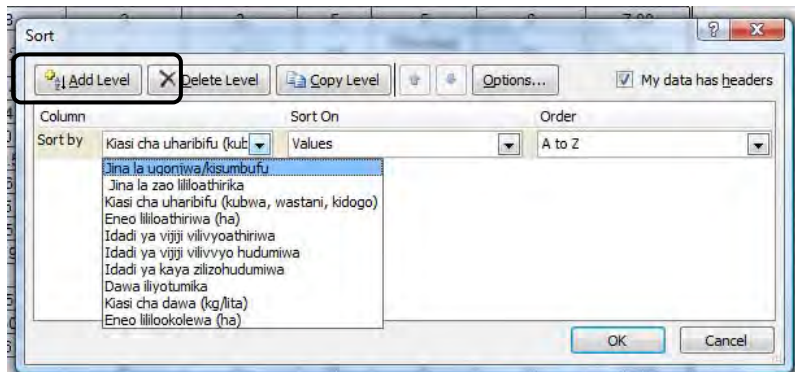 Sort
Add Level Delete Level Copy Level Options... My data has headers
Column Sort On Order
Sort by Kiasi cha uharibifu (kub Values A to Z
Jina la ugonjwa/kisumbufu
Jina la zao lililoathirika
Kiasi cha uharibifu (kubwa, wastani, kidogo)
Eneo lililoathiriwa (ha)
Idadi ya vijiji vilivyoathiriwa
Idadi ya vijiji vilivvyo hudumiwa
Idadi ya kaya zilizohudumiwa
Dawa iliyotumika
Kiasi cha dawa (kg/lita)
Eneo lililookolewa (ha)
OK Cancel